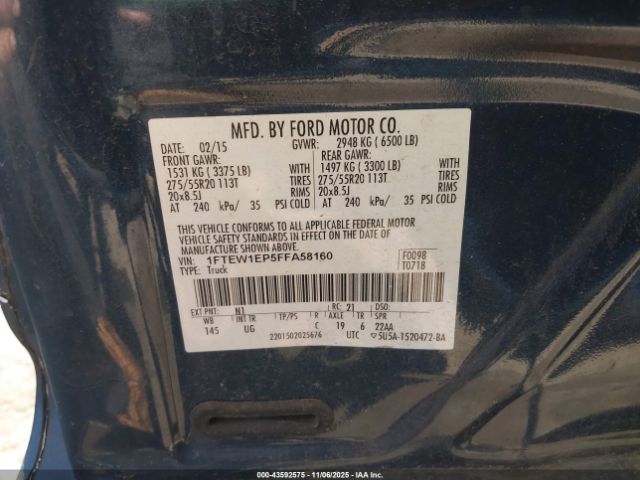 MFD. BY FORD MOTOR CO.
DATE: 02/15 GVWR: 2948 KG ( 6500 LB)
FRONT GAWR: REAR GAWR:
1531 KG ( 3375 LB) WITH 1497 KG ( 3300 LB) WITH
275/55R20 113T TIRES 275/55R20 113T TIRES
20x8.5J RIMS 20x8.5J RIMS
AT 240 kPa/ 35 PSI COLD AT 240 kPa/ 35 PSI COLD
THIS VEHICLE CONFORMS TO ALL APPLICABLE FEDERAL MOTOR
VEHICLE SAFETY STANDARDS IN EFFECT ON THE DATE OF
MANUFACTURE SHOWN ABOVE.
VIN: 1FTEW1EP5FFA58160 F0098
TYPE: Truck T0718
EXT PNT: N1 RC: 21 DSO:
WB INT TR TP/PS R AXLE TR SPR
145 UG C 19 6 22AA
2201502025676 UTC 5U5A-1520472-BA
000-43592575 - 11/06/2025 - IAA Inc.